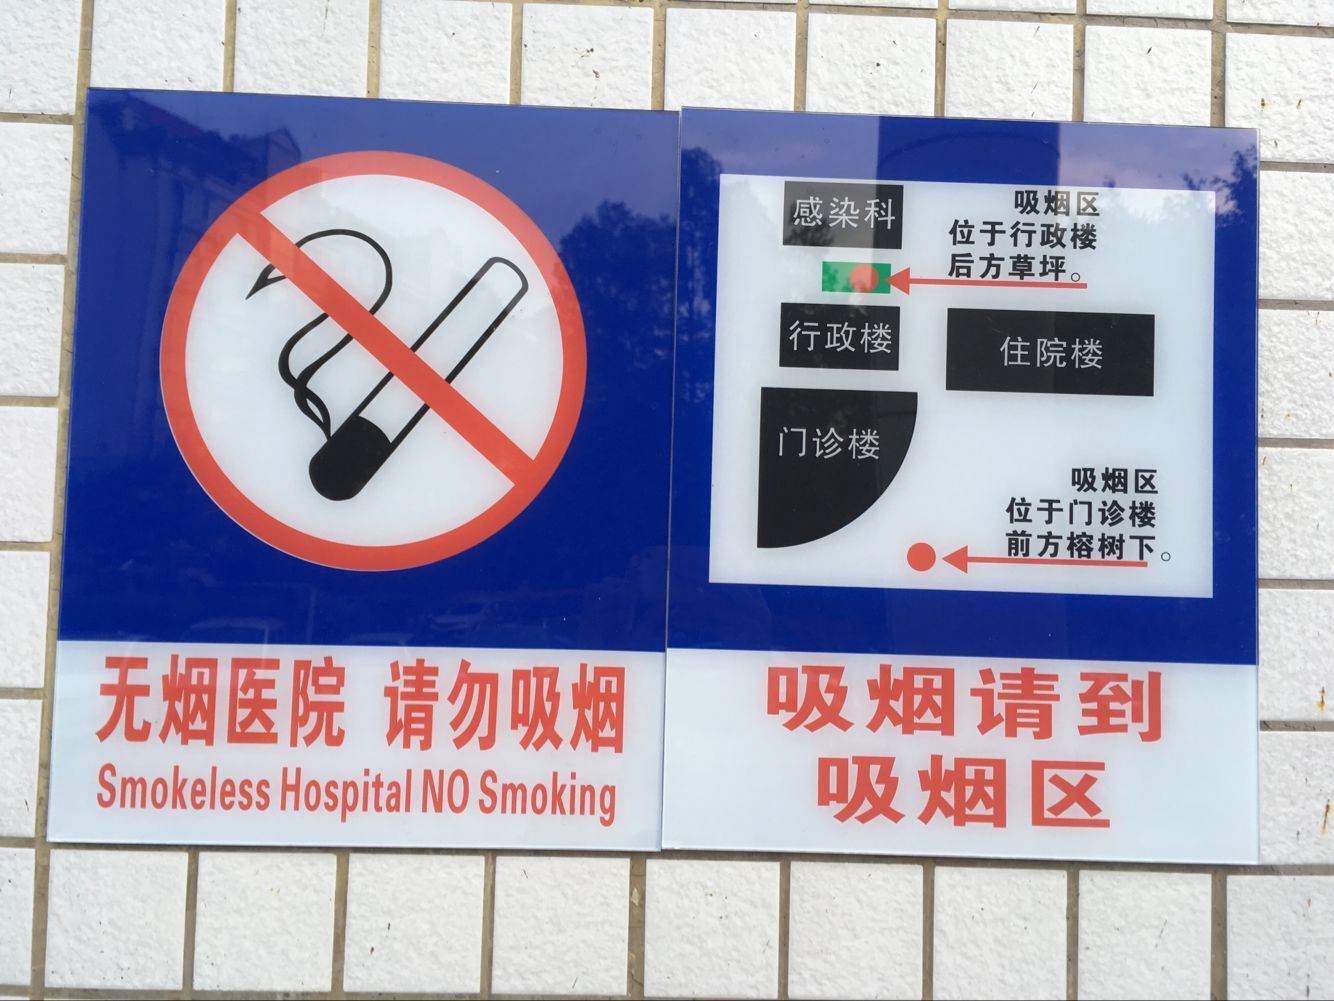 无烟医院 请勿吸烟
Smokeless Hospital NO Smoking
感染科
吸烟区
位于行政楼
后方草坪。
行政楼
住院楼
门诊楼
吸烟区
位于门诊楼
前方榕树下。
吸烟请到
吸烟区